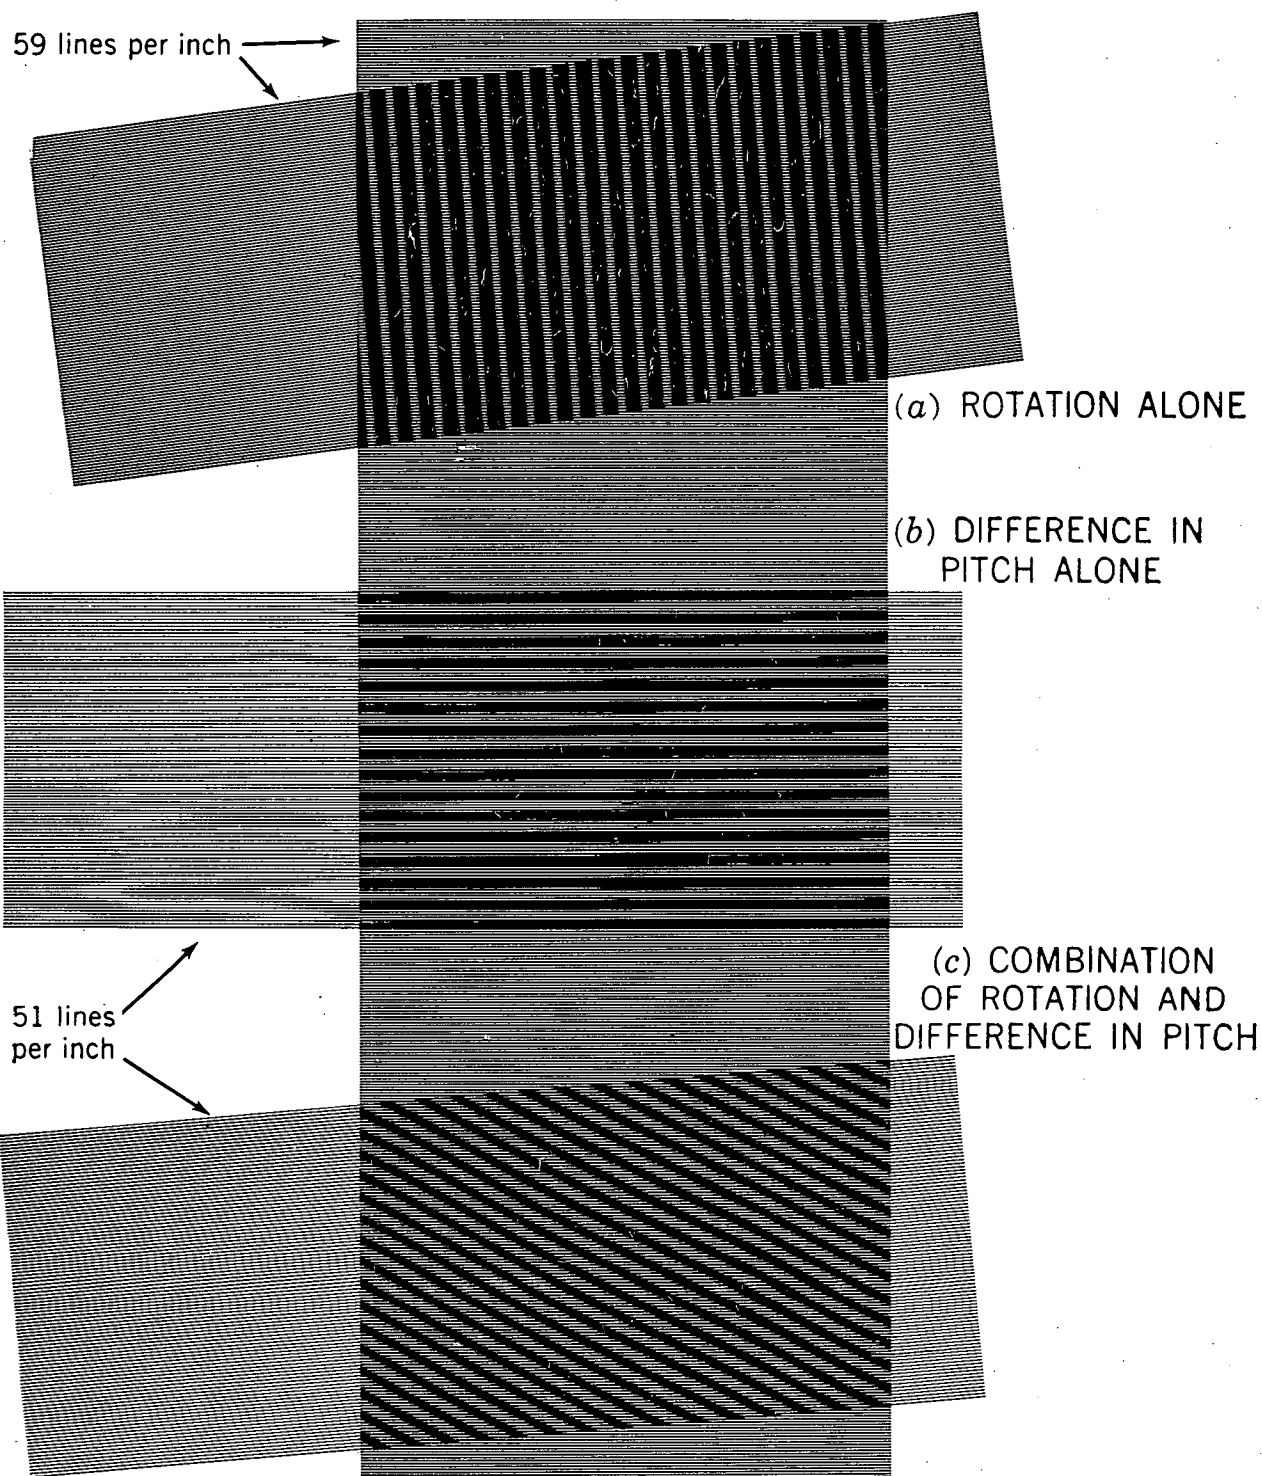 59 lines per inch
(a) ROTATION ALONE
(b) DIFFERENCE IN
PITCH ALONE
(c) COMBINATION
OF ROTATION AND
DIFFERENCE IN PITCH
51 lines
per inch